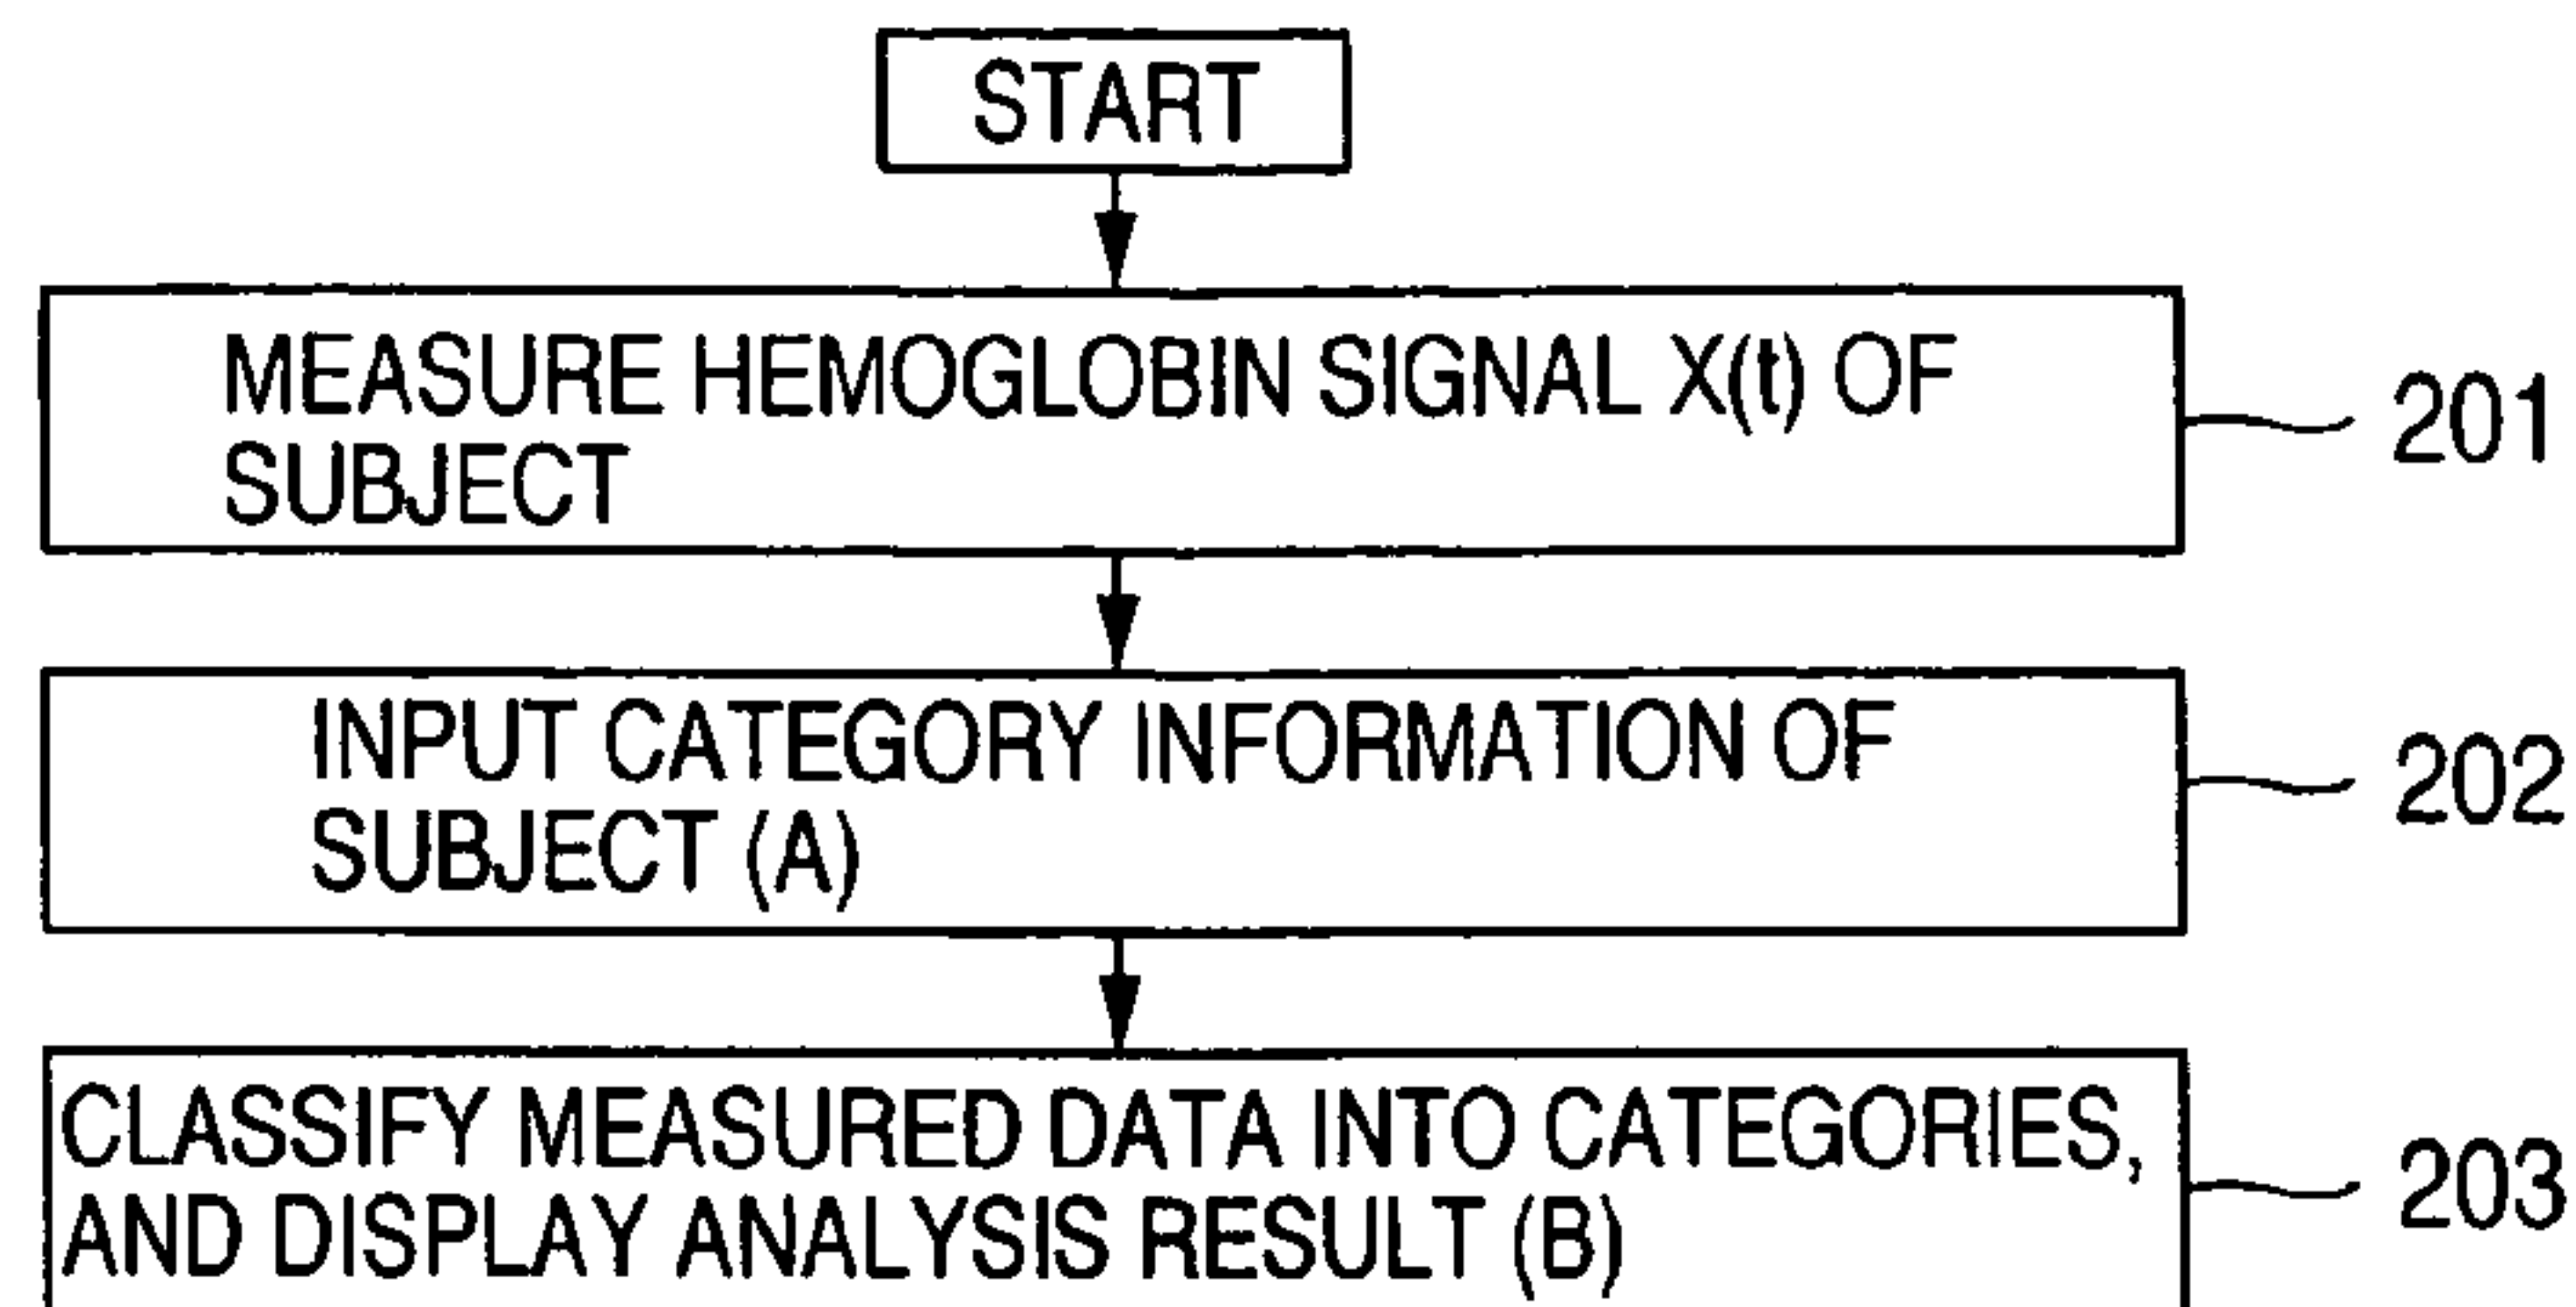 START
MEASURE HEMOGLOBIN SIGNAL X(t) OF
SUBJECT
201
INPUT CATEGORY INFORMATION OF
SUBJECT (A)
202
CLASSIFY MEASURED DATA INTO CATEGORIES,
AND DISPLAY ANALYSIS RESULT (B)
203